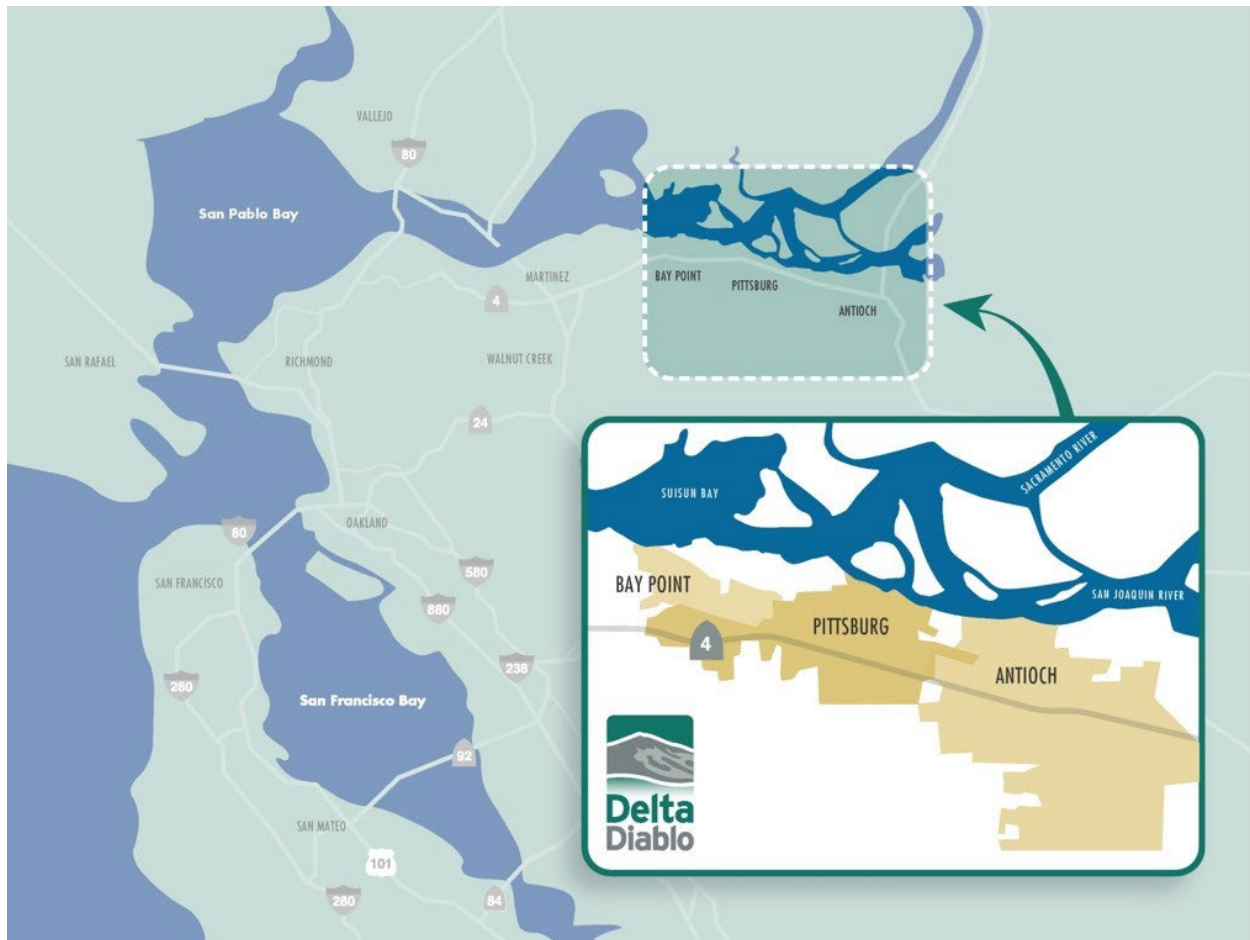 VALLEJO
80
San Pablo Bay
MARTINEZ
4
BAY POINT
PITTSBURG
ANTIOCH
SAN RAFAEL
RICHMOND
WALNUT CREEK
24
80
OAKLAND
SAN FRANCISCO
580
880
280
238
San Francisco Bay
92
SAN MATEO
101
280
84
SUISUN BAY
SACRAMENTO RIVER
BAY POINT
SAN JOAQUIN RIVER
PITTSBURG
4
ANTIOCH
Delta
Diablo